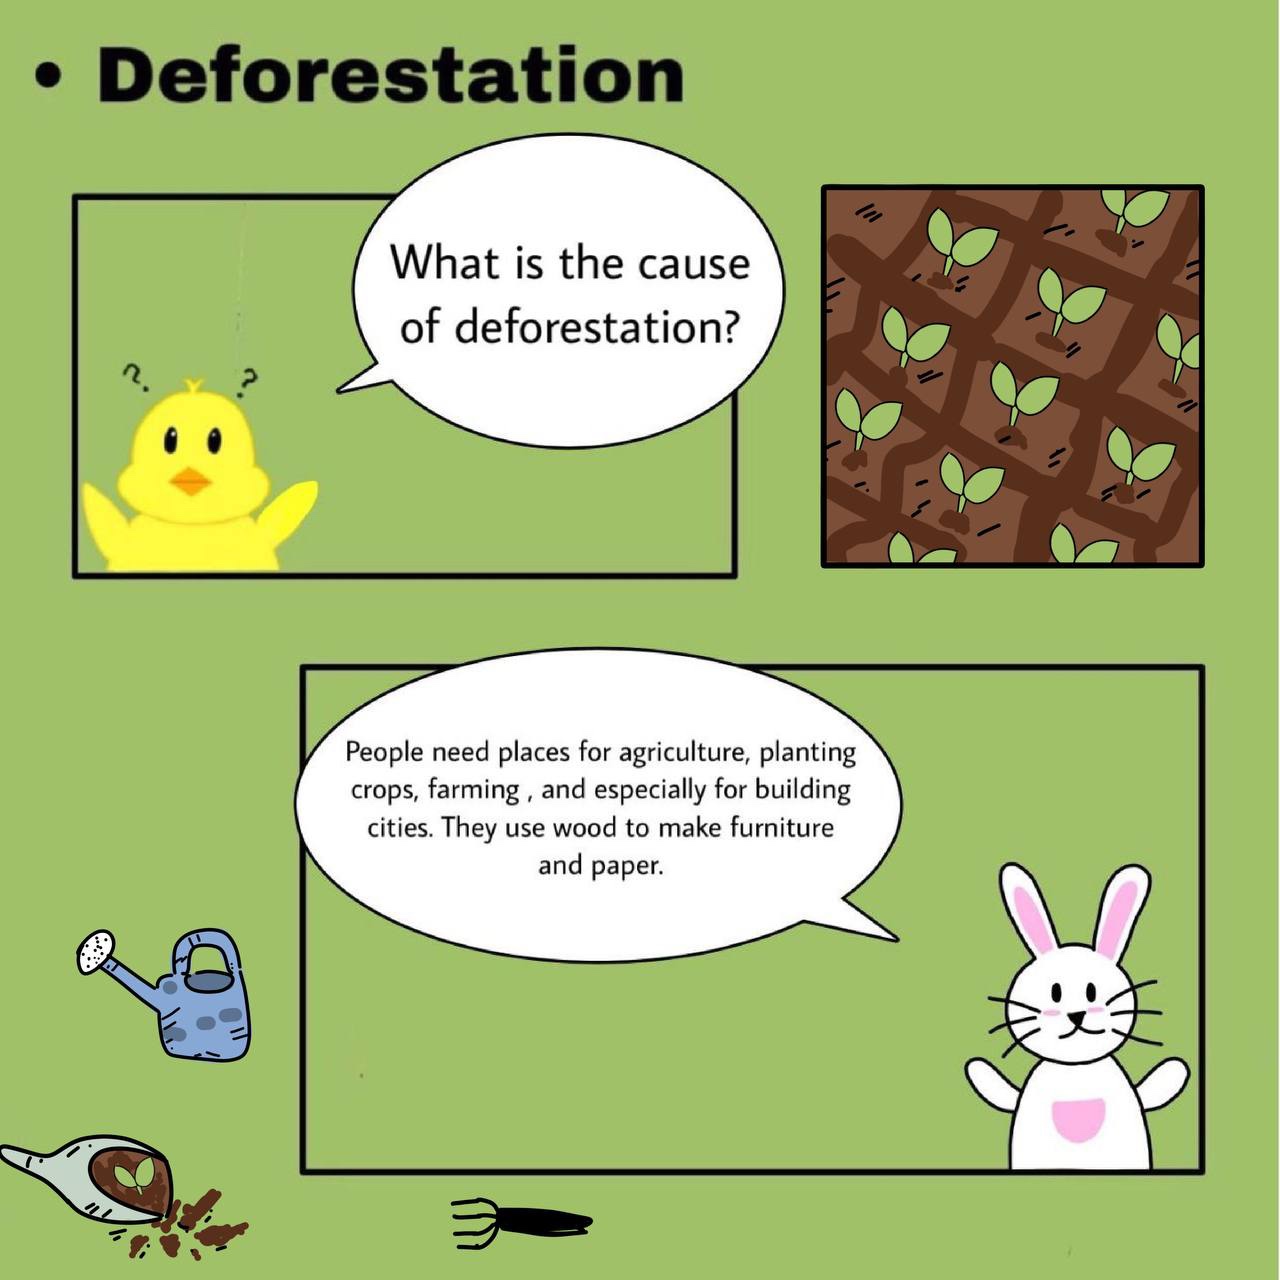 • Deforestation
What is the cause
of deforestation?
? ?
People need places for agriculture, planting
crops, farming , and especially for building
cities. They use wood to make furniture
and paper.